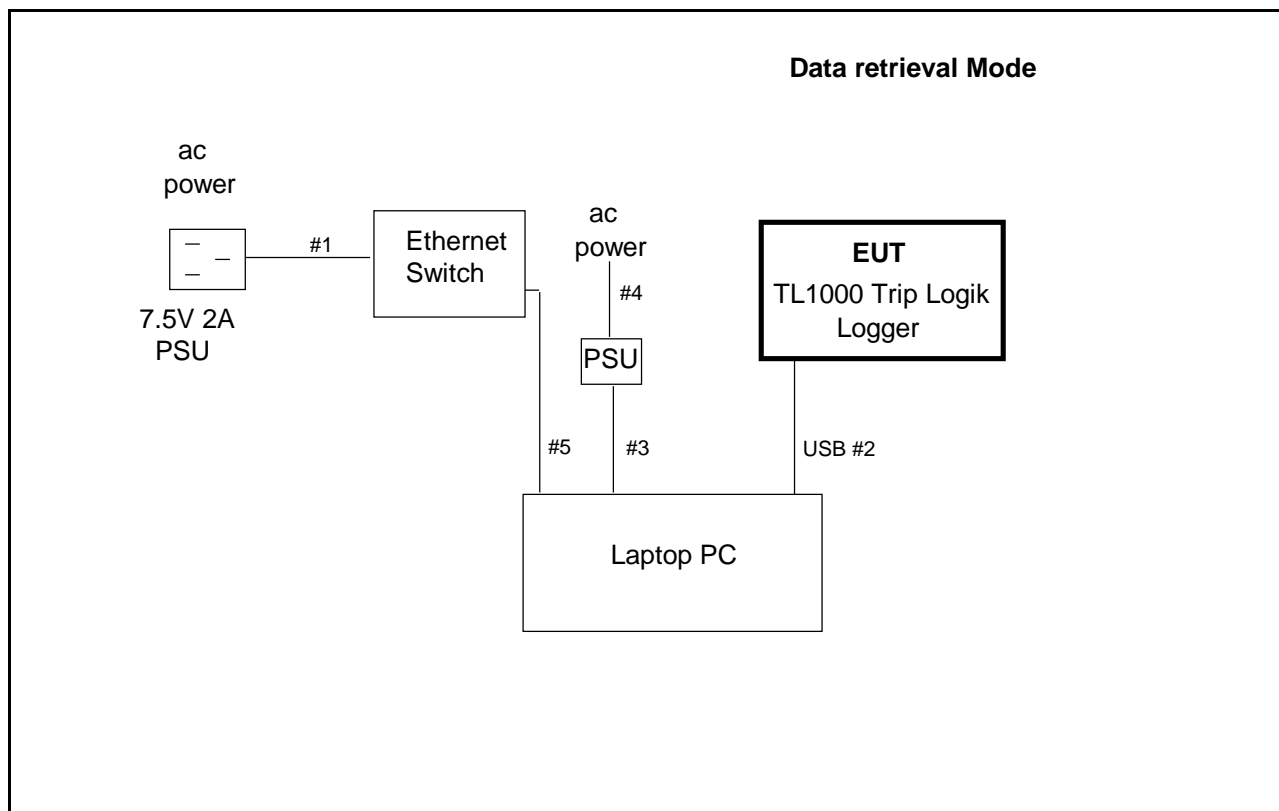 Data retrieval Mode
ac
power
#1
Ethernet
Switch
7.5V 2A
PSU
ac
power
#4
PSU
#5
#3
EUT
TL1000 Trip Logik
Logger
USB #2
Laptop PC